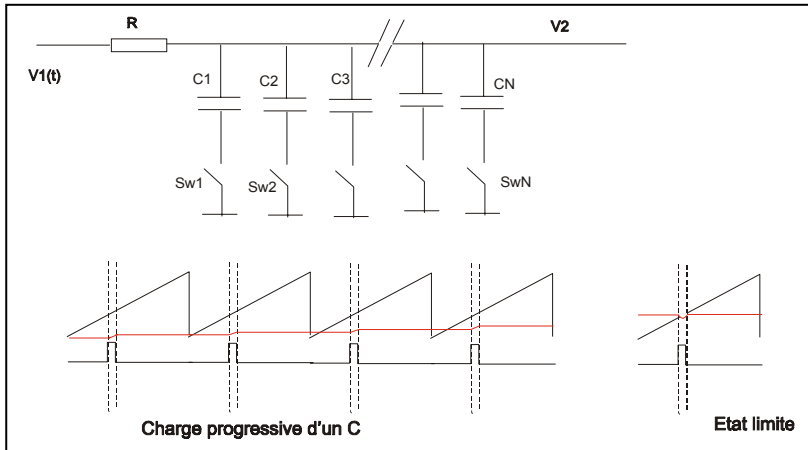 R
V2
V1(t)
C1
C2
C3
CN
Sw1
Sw2
SwN
Charge progressive d'un C
Etat limite